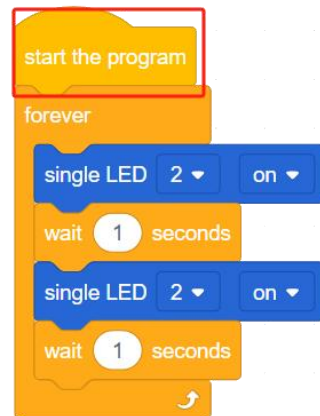 start the program
forever
single LED 2 on
wait 1 seconds
single LED 2 on
wait 1 seconds